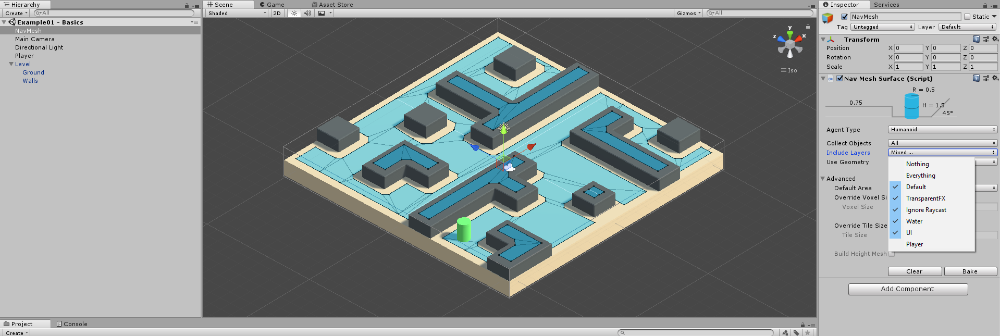 Hierarchy
Create
All
Example01 - Basics
NavMesh
Main Camera
Directional Light
Player
Level
Ground
Walls
Scene
Game
Asset Store
Shaded
2D
Gizmos
All
y
z
x
Iso
Project
Console
Create
Inspector
Services
NavMesh
Static
Tag
Untagged
Layer
Default
Transform
Position X 0 Y 0 Z 0
Rotation X 0 Y 0 Z 0
Scale X 1 Y 1 Z 1
Nav Mesh Surface (Script)
R = 0.5
0.75
H = 1.5
45°
Agent Type Humanoid
Collect Objects All
Include Layers Mixed ...
Use Geometry
Nothing
Everything
Default
TransparentFX
Ignore Raycast
Water
UI
Player
Advanced
Default Area
Override Voxel Si
Voxel Size
Override Tile Size
Tile Size
Build Height Mesh
Clear
Bake
Add Component